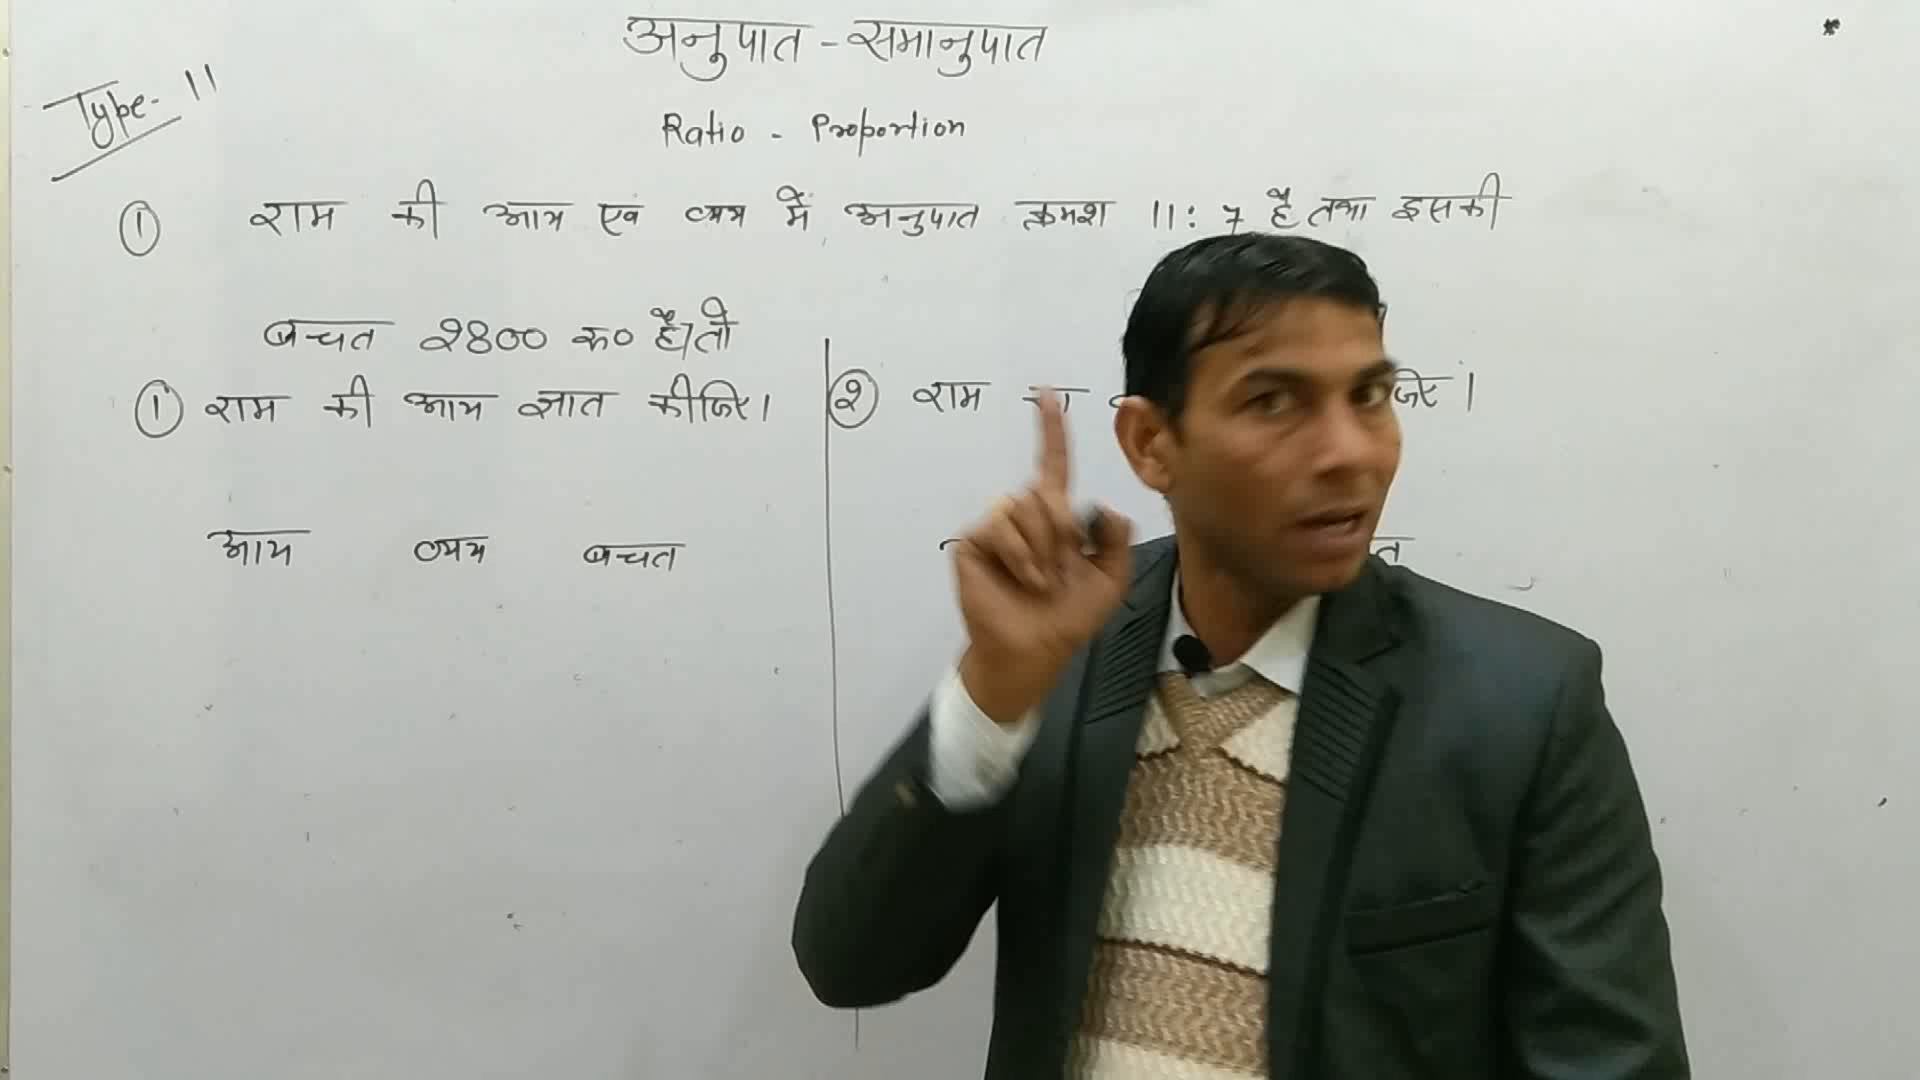 अनुपात - समानुपात
Type- 11
Ratio - Proportion
① राम की आय एवं व्यय में अनुपात क्रमश 11 : 7 है तथा इसकी
बचत 2800 रु० है। तो
① राम की आय ज्ञात कीजिए।
② राम का
आय व्यय बचत